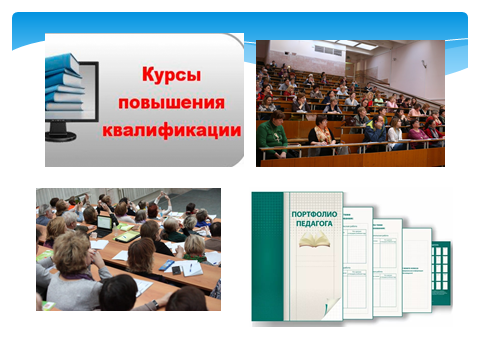 Курсы
повышения
квалификации
ПОРТФОЛИО
ПЕДАГОГА